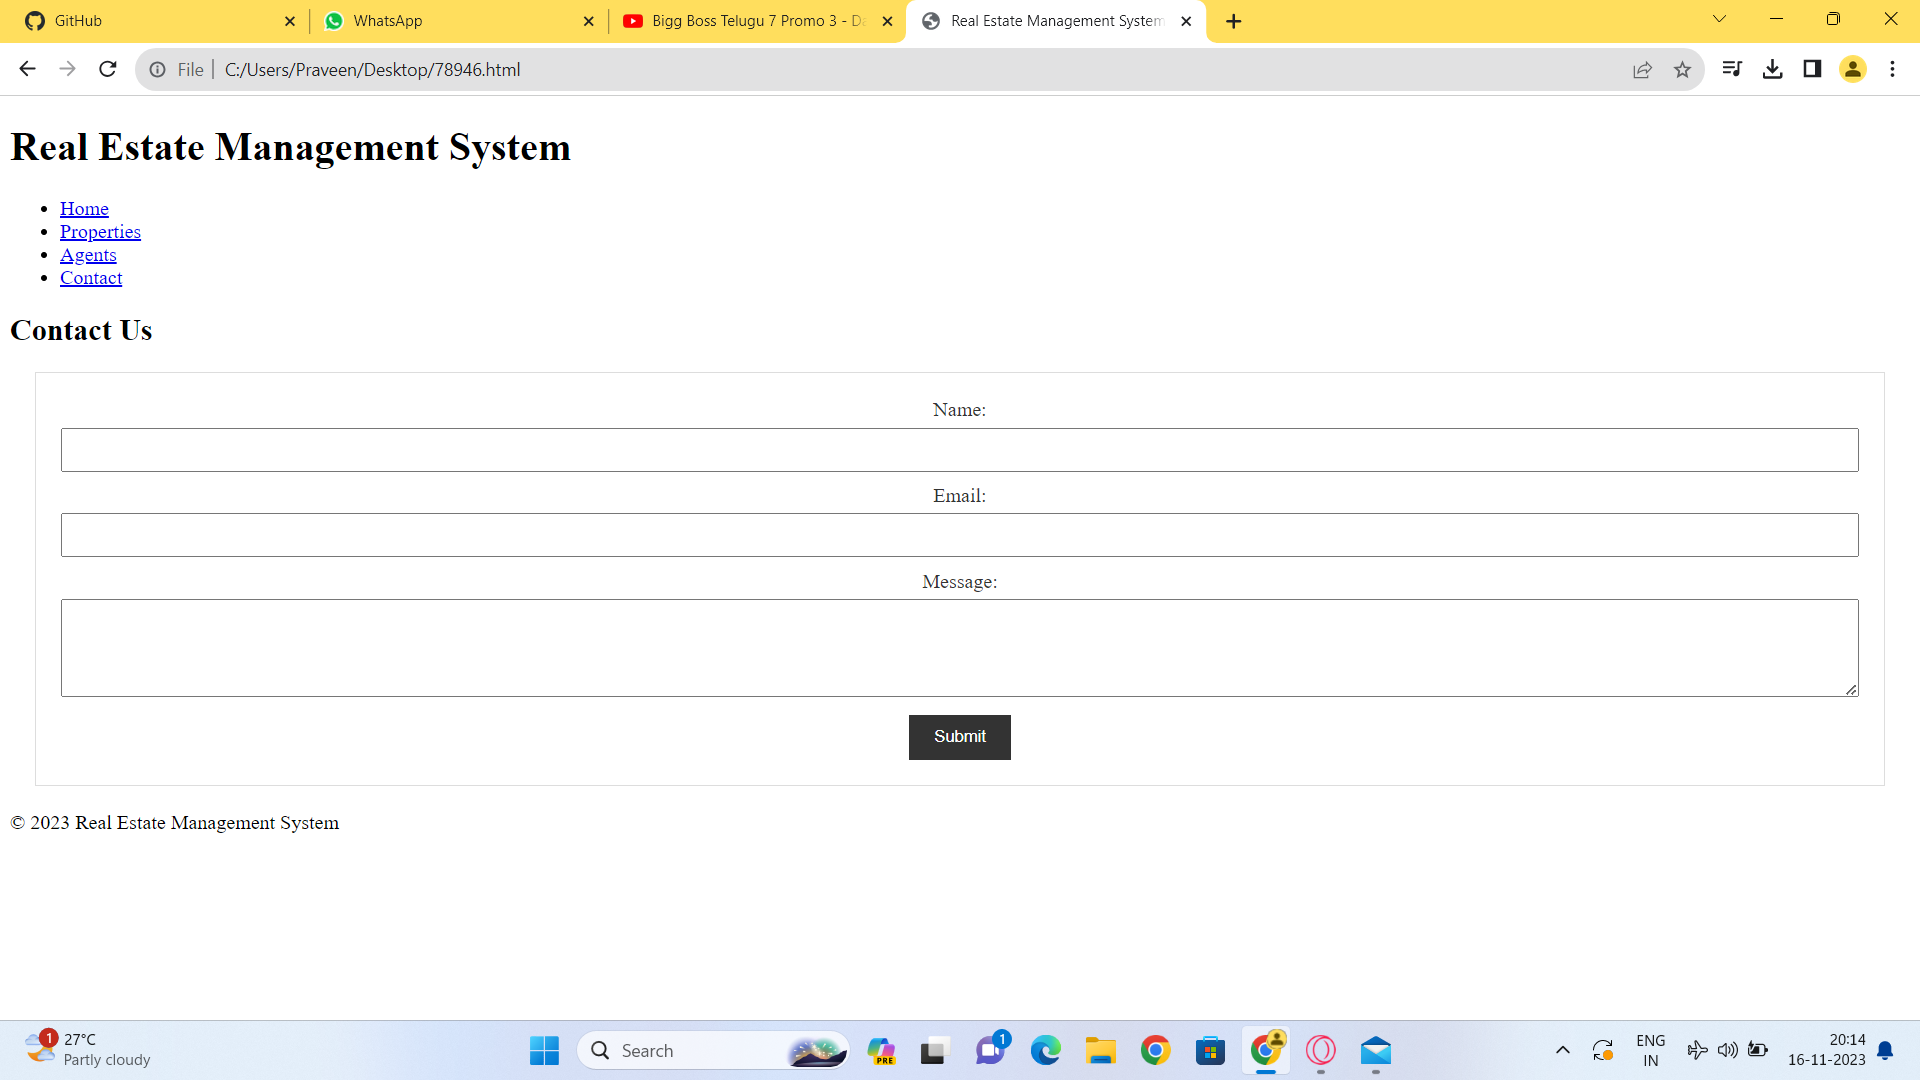 GitHub
WhatsApp
Bigg Boss Telugu 7 Promo 3 - Da
Real Estate Management System
File
C:/Users/Praveen/Desktop/78946.html
Real Estate Management System
• Home
• Properties
• Agents
• Contact
Contact Us
Name:
Email:
Message:
Submit
© 2023 Real Estate Management System
1
27°C
Partly cloudy
Search
PRE
1
ENG
IN
20:14
16-11-2023